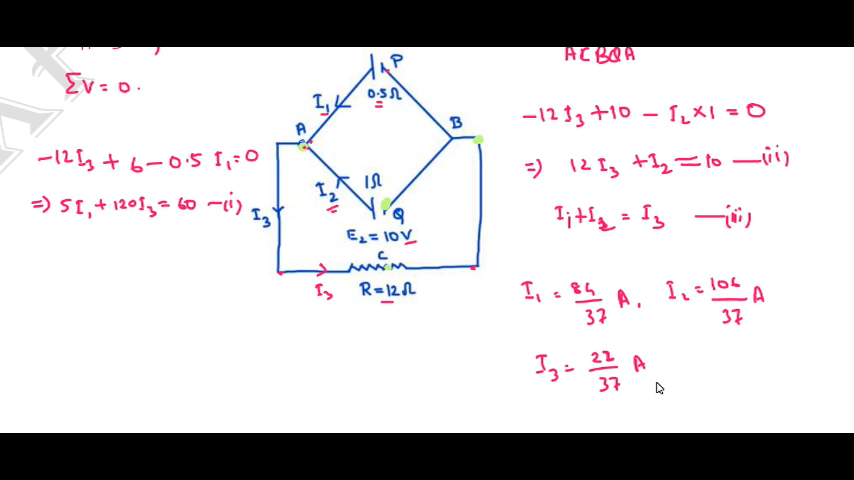 ΣV = 0.
-12I₃ + 6 - 0.5 I₁ = 0
=> 5I₁ + 120I₃ = 60 -(i)
P
0.5Ω
I₁
A
B
I₂
1Ω
Q
E₂ = 10V
I₃
C
I₃
R = 12Ω
ACBQA
-12I₃ + 10 - I₂ x 1 = 0
=> 12I₃ + I₂ = 10 -(ii)
I₁ + I₂ = I₃ -(iii)
I₁ = 84/37 A, I₂ = 106/37 A
I₃ = 22/37 A